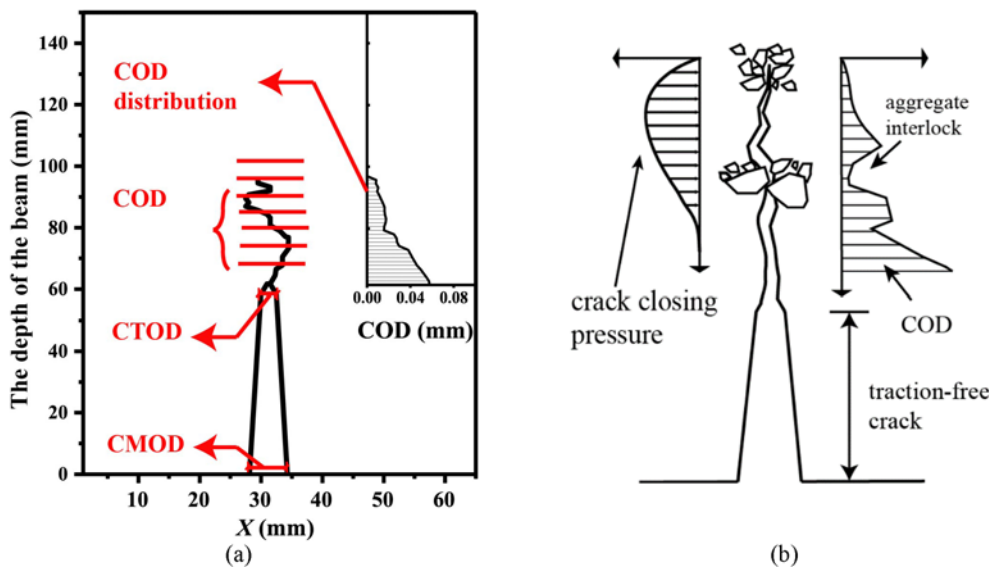 140
120
100
80
60
40
20
0
The depth of the beam (mm)
COD
distribution
COD
CTOD
CMOD
0.00 0.04 0.08
COD (mm)
10 20 30 40 50 60
X (mm)
(a)
crack closing
pressure
aggregate
interlock
COD
traction-free
crack
(b)